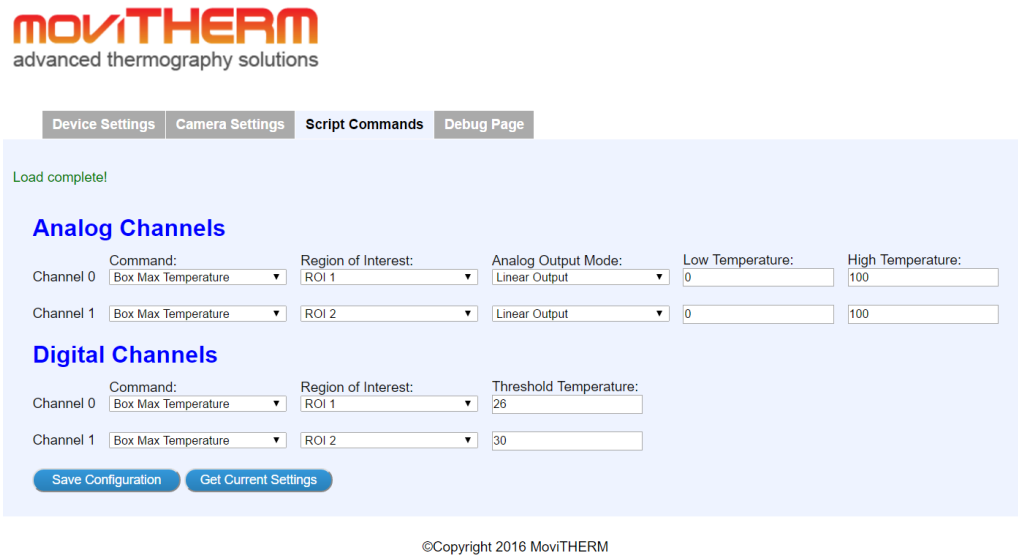 moviTHERM
advanced thermography solutions
Device Settings Camera Settings Script Commands Debug Page
Load complete!
Analog Channels
Command: Region of Interest: Analog Output Mode: Low Temperature: High Temperature:
Channel 0 Box Max Temperature ROI 1 Linear Output 0 100
Channel 1 Box Max Temperature ROI 2 Linear Output 0 100
Digital Channels
Command: Region of Interest: Threshold Temperature:
Channel 0 Box Max Temperature ROI 1 26
Channel 1 Box Max Temperature ROI 2 30
Save Configuration Get Current Settings
©Copyright 2016 MoviTHERM